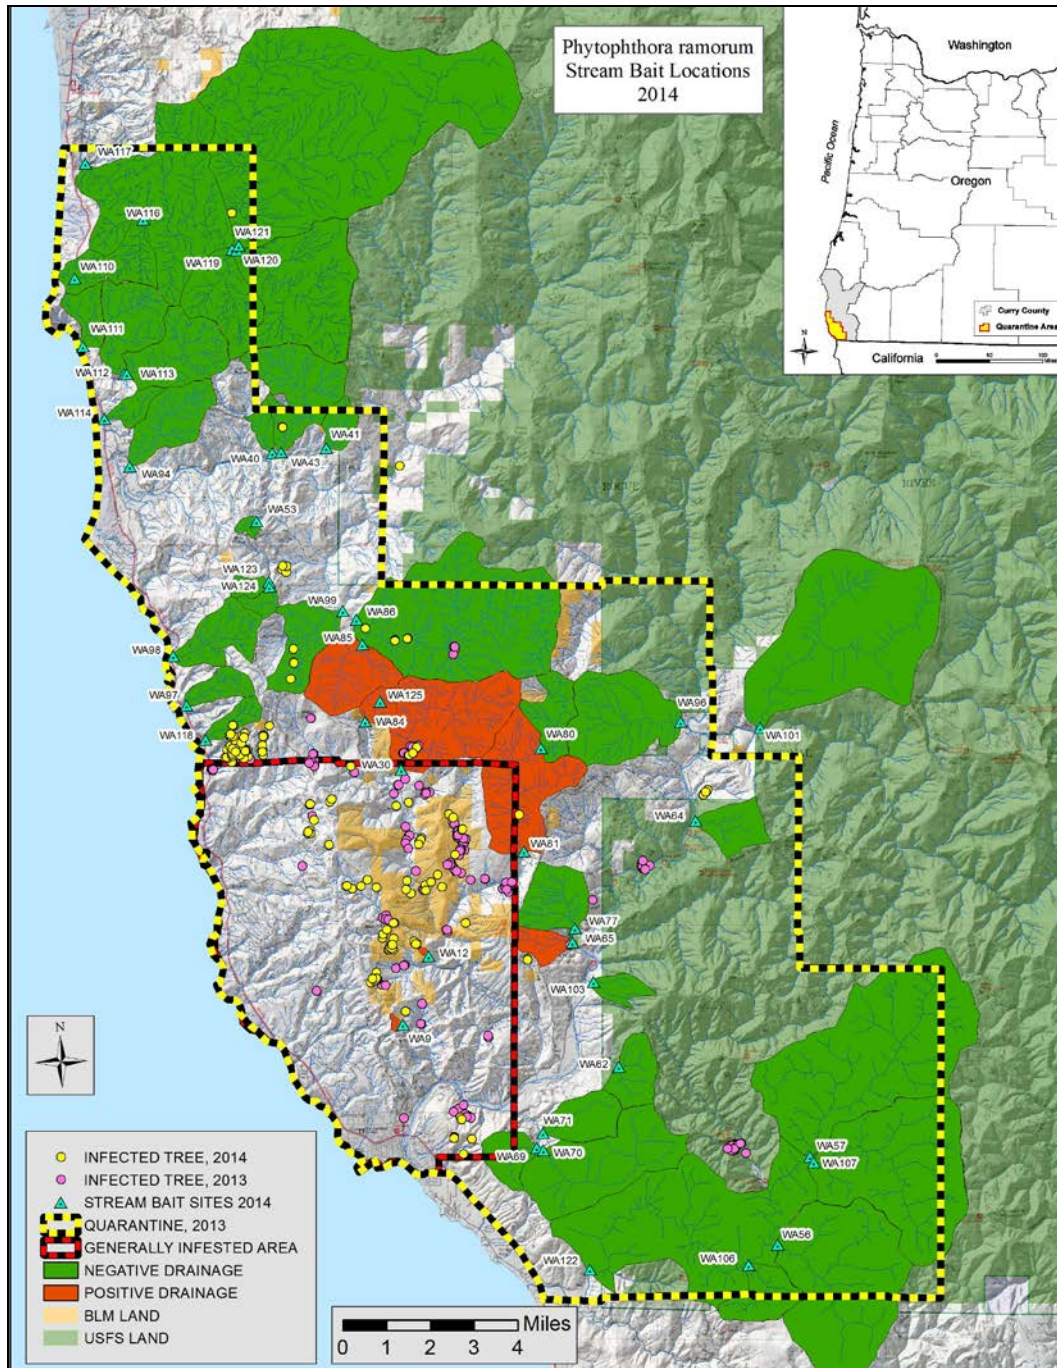 Phytophthora ramorum
Stream Bait Locations
2014
Washington
Pacific Ocean
Oregon
Curry County
Quarantine Area
N
California
WA117
WA116
WA121
WA119
WA120
WA110
WA111
WA112
WA113
WA114
WA41
WA40
WA43
WA94
WA53
ROGUE
RIVER
WA123
WA124
WA99
WA86
WA85
WA98
WA125
WA97
WA84
WA96
WA118
WA80
WA101
WA30
WA64
WA61
WA77
WA65
WA12
WA103
WA9
N
WA62
WA71
WA69
WA70
WA57
WA107
WA56
WA106
WA122
INFECTED TREE, 2014
INFECTED TREE, 2013
STREAM BAIT SITES 2014
QUARANTINE, 2013
GENERALLY INFESTED AREA
NEGATIVE DRAINAGE
POSITIVE DRAINAGE
BLM LAND
USFS LAND
Miles
0 1 2 3 4